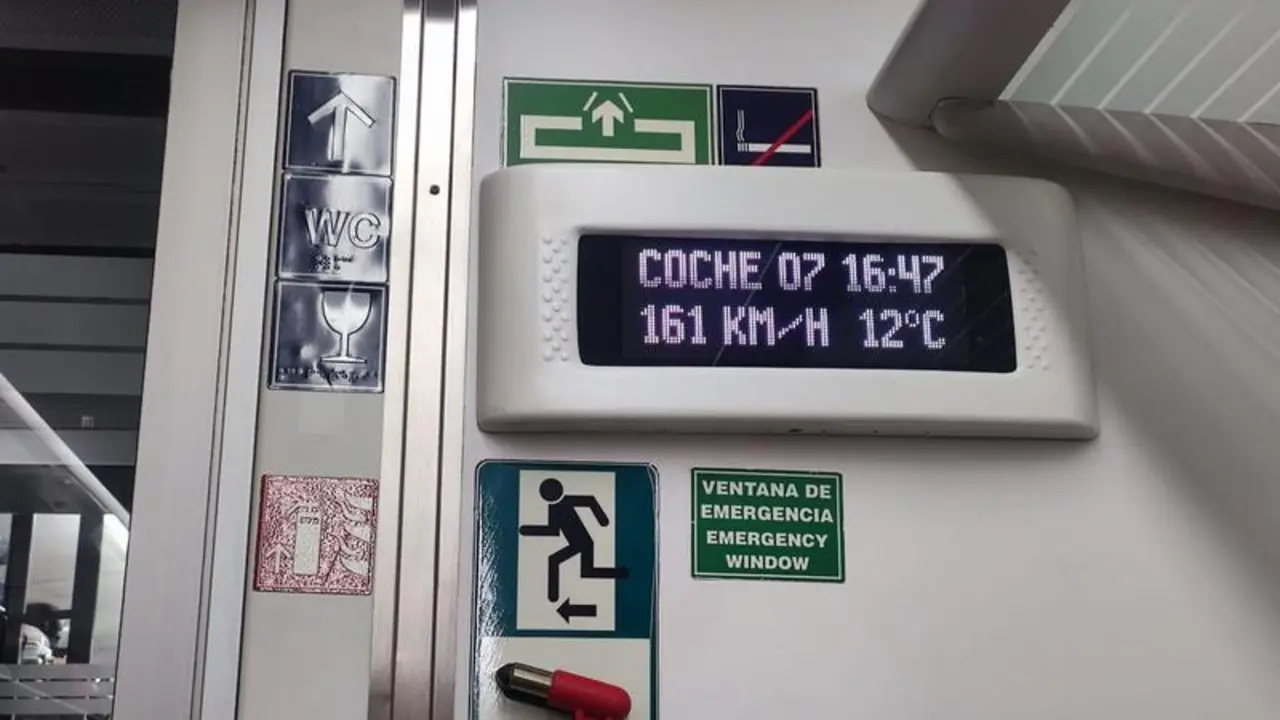 WC
COCHE 07 16:47
161 KM/H 12°C
VENTANA DE
EMERGENCIA
EMERGENCY
WINDOW